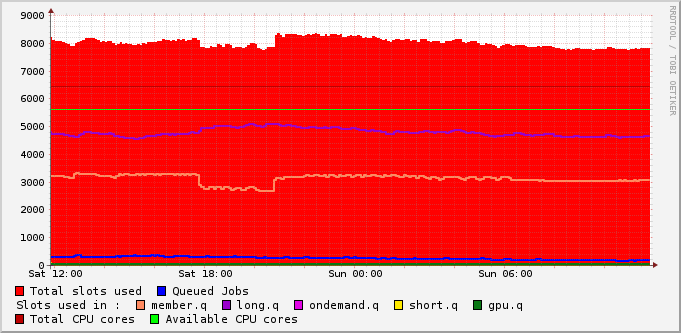 9000
8000
7000
6000
5000
4000
3000
2000
1000
0
Sat 12:00 Sat 18:00 Sun 00:00 Sun 06:00
Total slots used Queued Jobs
Slots used in : member.q long.q ondemand.q short.q gpu.q
Total CPU cores Available CPU cores
RRDTOOL / TOBI OETIKER